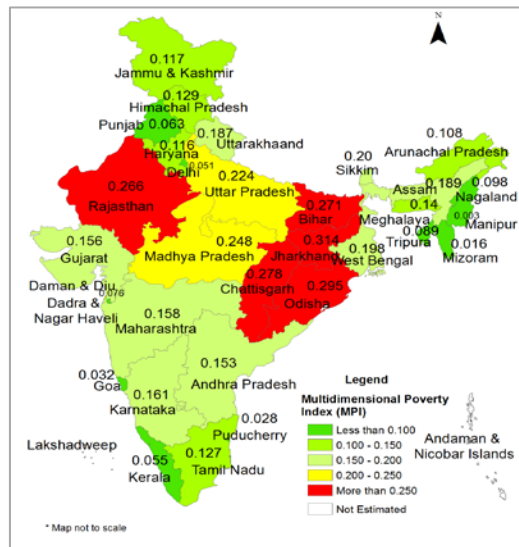 N
0.117
Jammu & Kashmir
0.129
Himachal Pradesh
Punjab 0.063
0.187
Uttarakhaand
0.116
Haryana
0.051
Delhi
0.108
Arunachal Pradesh
0.20
Sikkim
0.266
Rajasthan
0.224
Uttar Pradesh
0.271
Bihar
Assam 0.189
0.098
Nagaland
0.14
Meghalaya
0.003
Manipur
0.089
Tripura
0.016
Mizoram
0.156
Gujarat
0.248
Madhya Pradesh
0.314
Jharkhand
0.198
West Bengal
0.278
Chettisgarh
0.295
Odisha
Daman & Diu
0.076
Dadra &
Nagar Haveli
0.158
Maharashtra
0.153
Andhra Pradesh
0.032
Goa
0.161
Karnataka
0.028
Puducherry
Lakshadweep
0.055
Kerala
0.127
Tamil Nadu
Andaman &
Nicobar Islands
Legend
Multidimensional Poverty
Index (MPI)
Less than 0.100
0.100 - 0.150
0.150 - 0.200
0.200 - 0.250
More than 0.250
Not Estimated
* Map not to scale